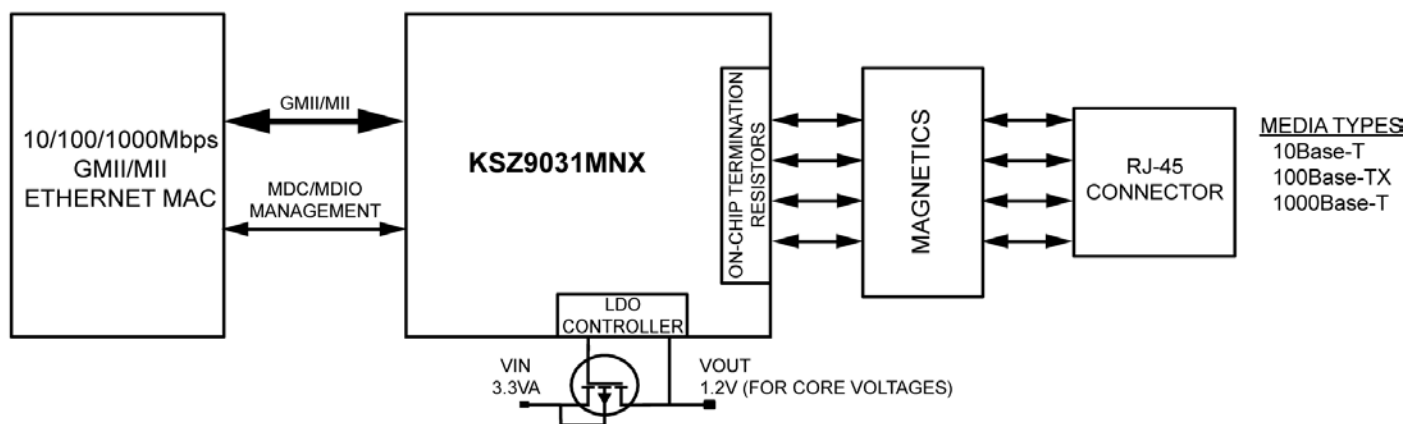 10/100/1000Mbps
GMII/MII
ETHERNET MAC
GMII/MII
MDC/MDIO
MANAGEMENT
KSZ9031MNX
ON-CHIP TERMINATION
RESISTORS
LDO
CONTROLLER
VIN
3.3VA
VOUT
1.2V (FOR CORE VOLTAGES)
MAGNETICS
RJ-45
CONNECTOR
MEDIA TYPES
10Base-T
100Base-TX
1000Base-T